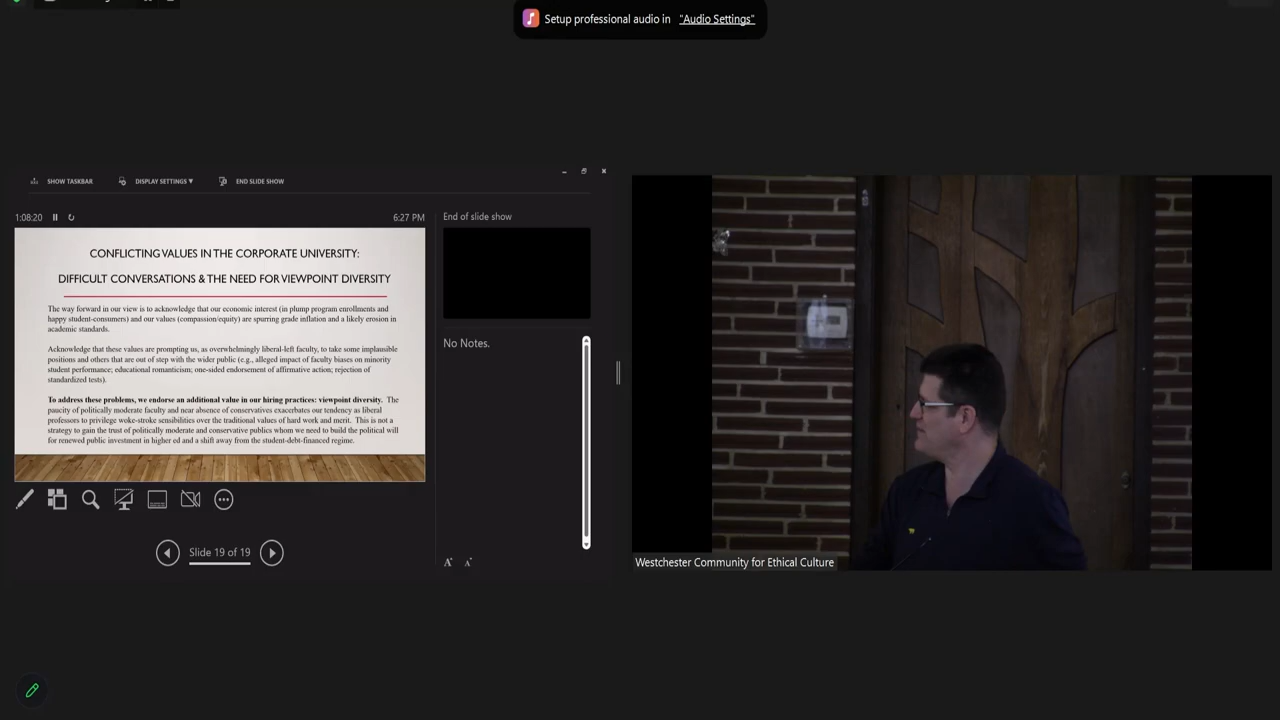 Setup professional audio in "Audio Settings"
SHOW TASKBAR DISPLAY SETTINGS ▾ END SLIDE SHOW
1:08:20 6:27 PM
CONFLICTING VALUES IN THE CORPORATE UNIVERSITY:
DIFFICULT CONVERSATIONS & THE NEED FOR VIEWPOINT DIVERSITY
The way forward in our view is to acknowledge that our economic interest (in plump program enrollments and
happy student-consumers) and our values (compassion/equity) are spurring grade inflation and a likely erosion in
academic standards.
Acknowledge that these values are prompting us, as overwhelmingly liberal-left faculty, to take some implausible
positions and others that are out of step with the wider public (e.g., alleged impact of faculty biases on minority
student performance; educational romanticism; one-sided endorsement of affirmative action; rejection of
standardized tests).
To address these problems, we endorse an additional value in our hiring practices: viewpoint diversity. The
paucity of politically moderate faculty and near absence of conservatives exacerbates our tendency as liberal
professors to privilege woke-stroke sensibilities over the traditional values of hard work and merit. This is not a
strategy to gain the trust of politically moderate and conservative publics whom we need to build the political will
for renewed public investment in higher ed and a shift away from the student-debt-financed regime.
Slide 19 of 19
End of slide show
No Notes.
A A
Westchester Community for Ethical Culture